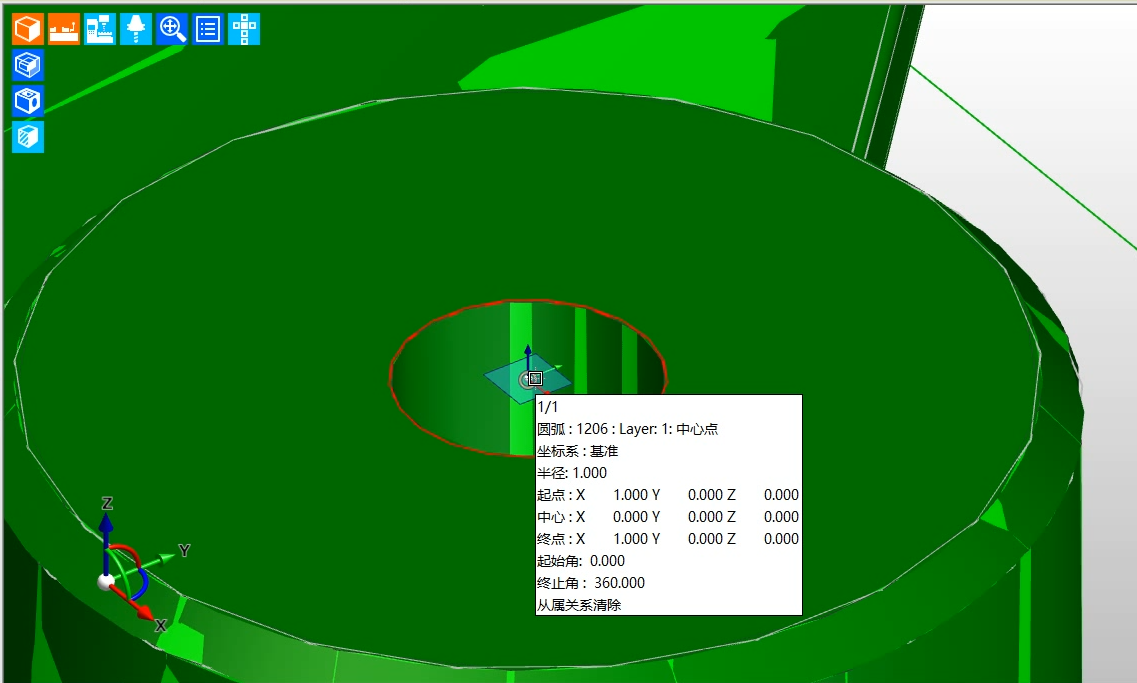 1/1
圆弧 : 1206 : Layer: 1: 中心点
坐标系 : 基准
半径: 1.000
起点 : X 1.000 Y 0.000 Z 0.000
中心 : X 0.000 Y 0.000 Z 0.000
终点 : X 1.000 Y 0.000 Z 0.000
起始角: 0.000
终止角 : 360.000
从属关系清除
Z
Y
X